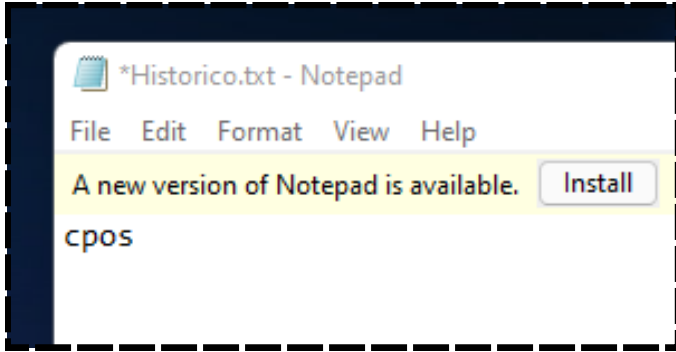 *Historico.txt - Notepad
File Edit Format View Help
A new version of Notepad is available. Install
cpos